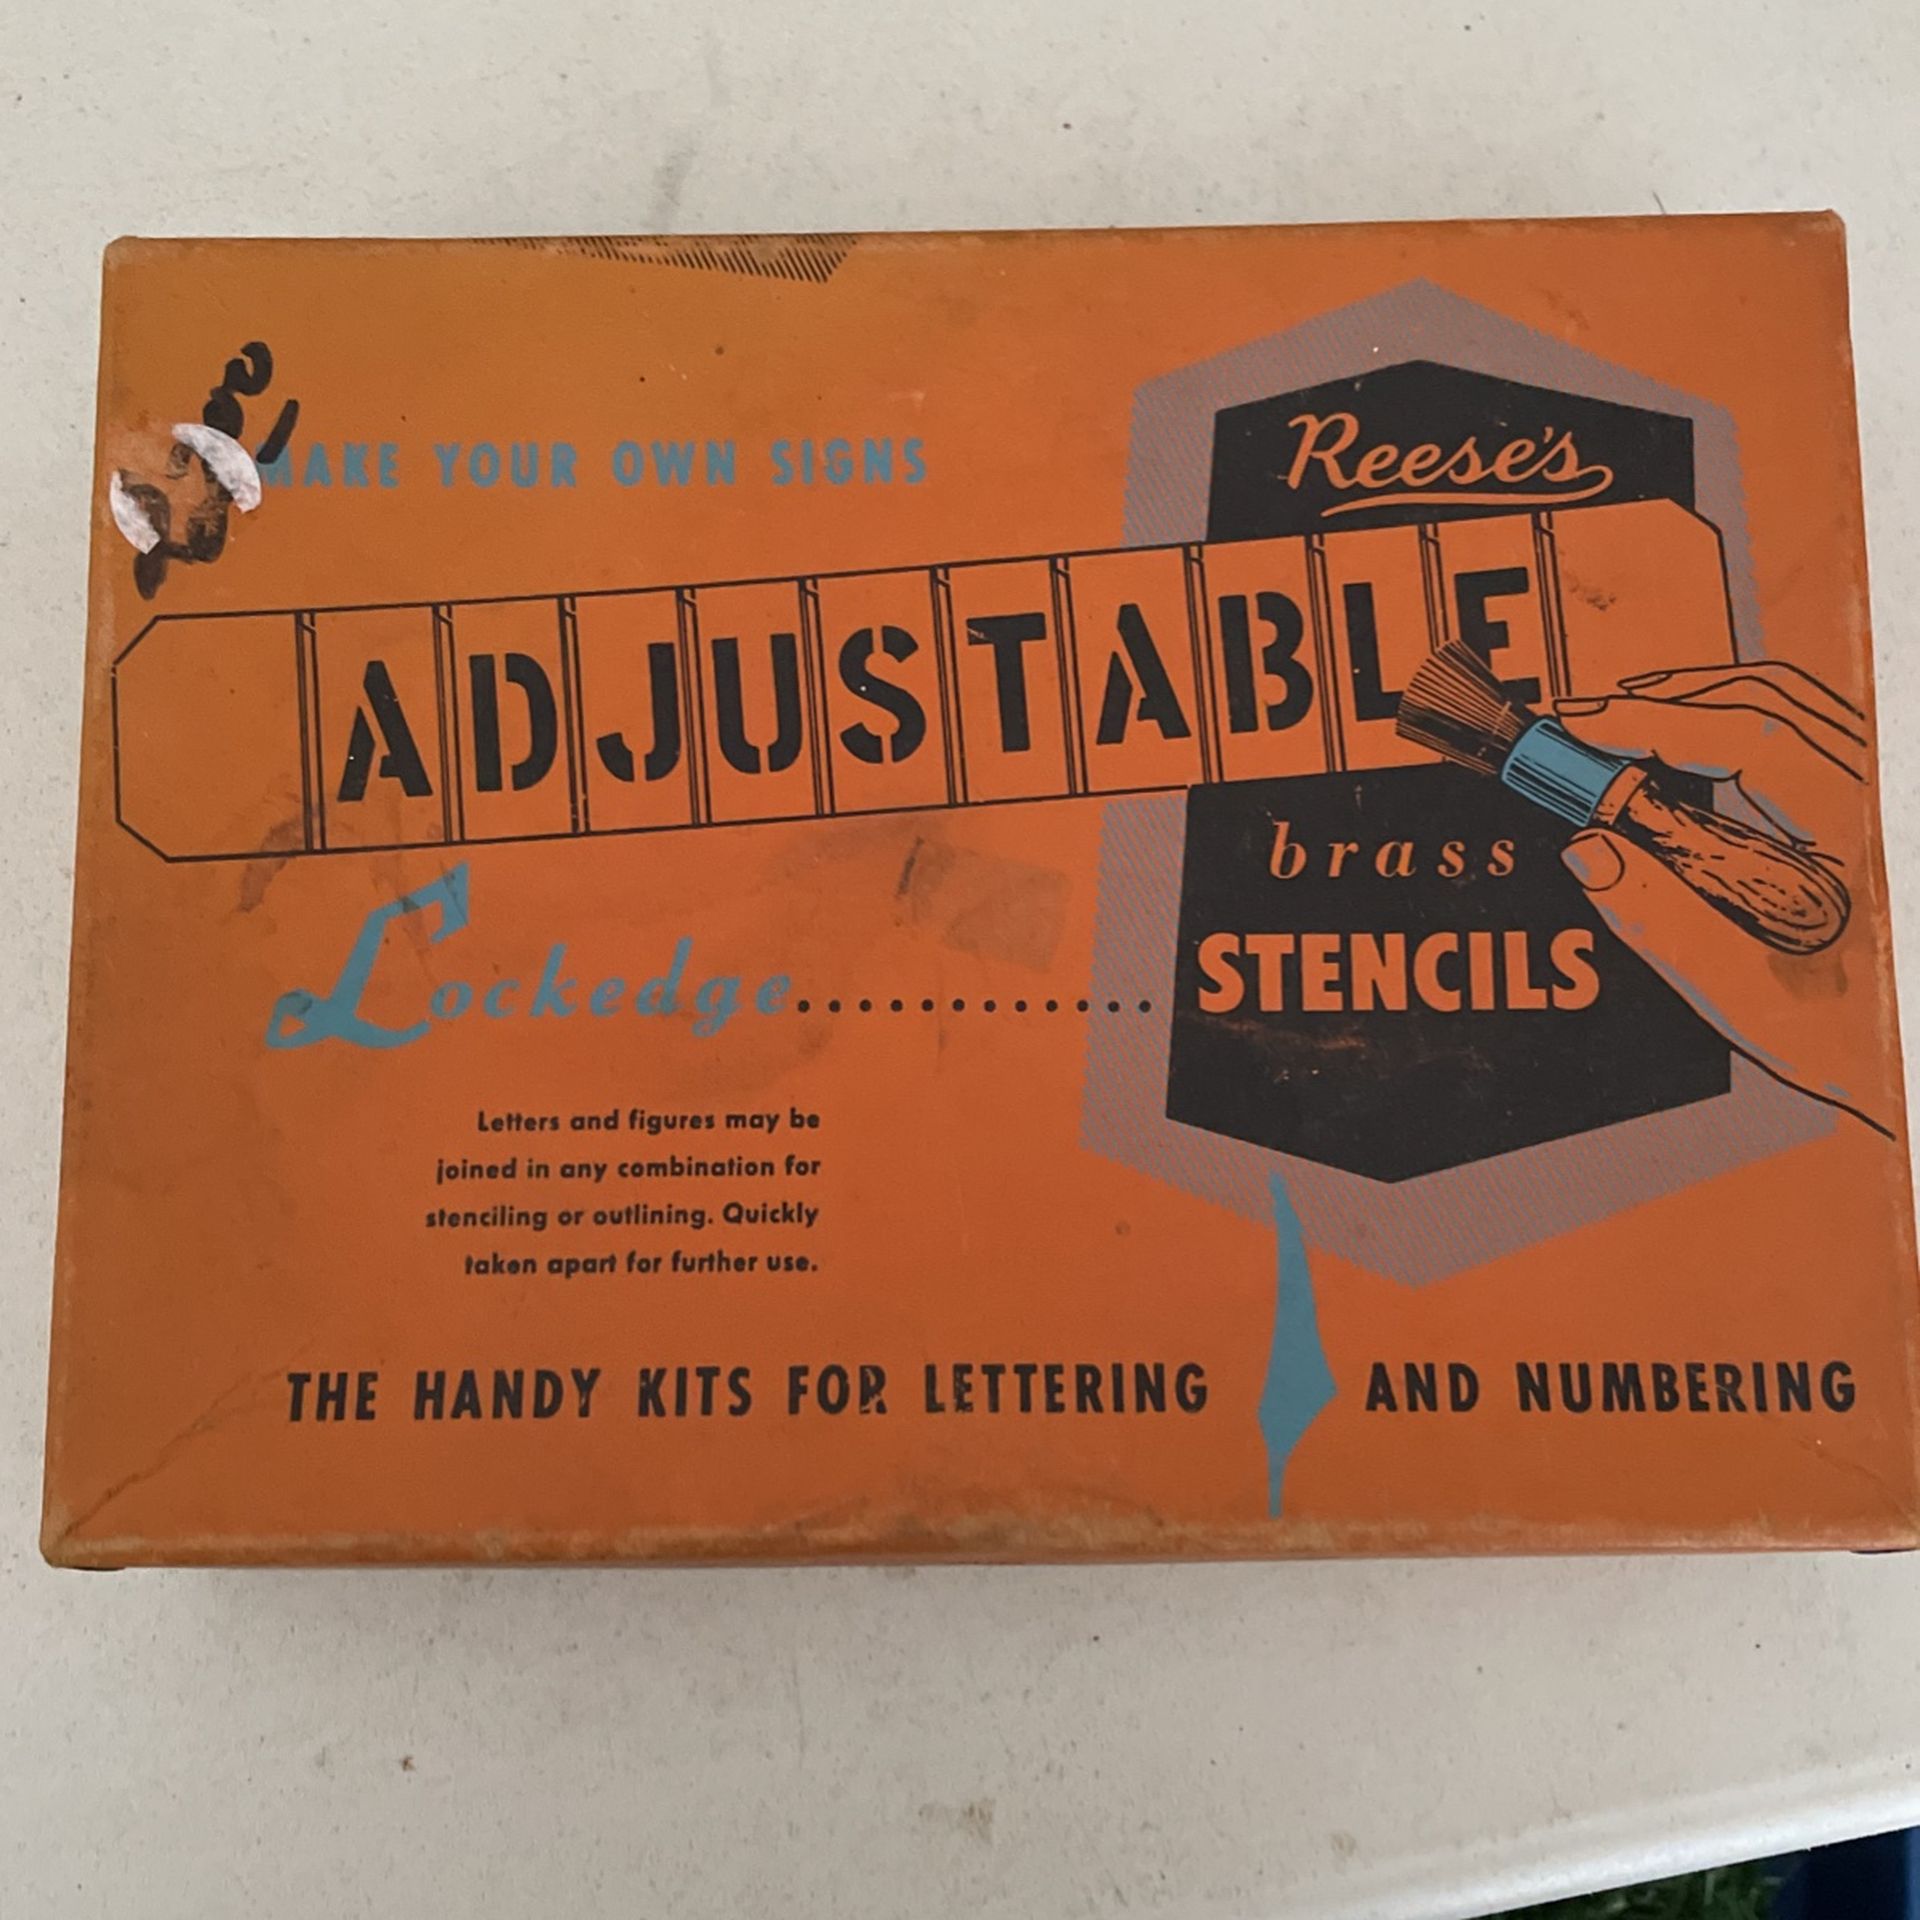 MAKE YOUR OWN SIGNS
Reese's
ADJUSTABLE
brass
STENCILS
Lockedge............
Letters and figures may be
joined in any combination for
stenciling or outlining. Quickly
taken apart for further use.
THE HANDY KITS FOR LETTERING AND NUMBERING